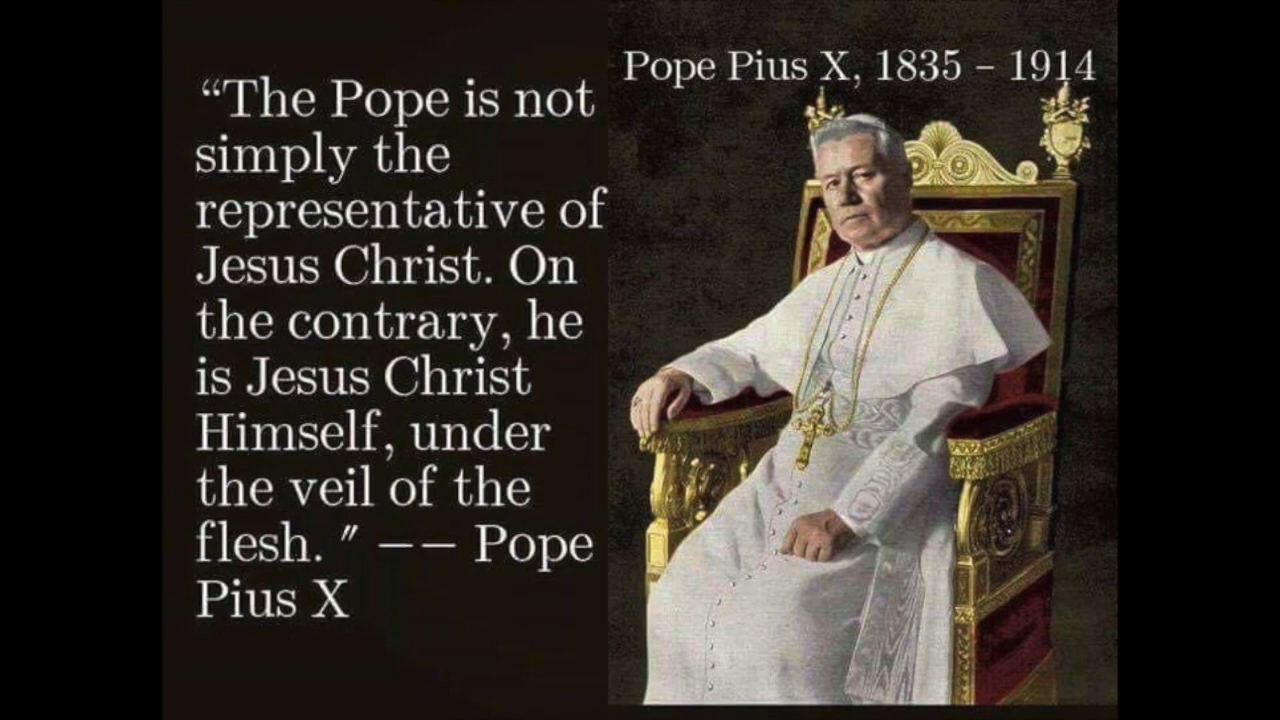 Pope Pius X, 1835 – 1914
“The Pope is not
simply the
representative of
Jesus Christ. On
the contrary, he
is Jesus Christ
Himself, under
the veil of the
flesh. " –– Pope
Pius X